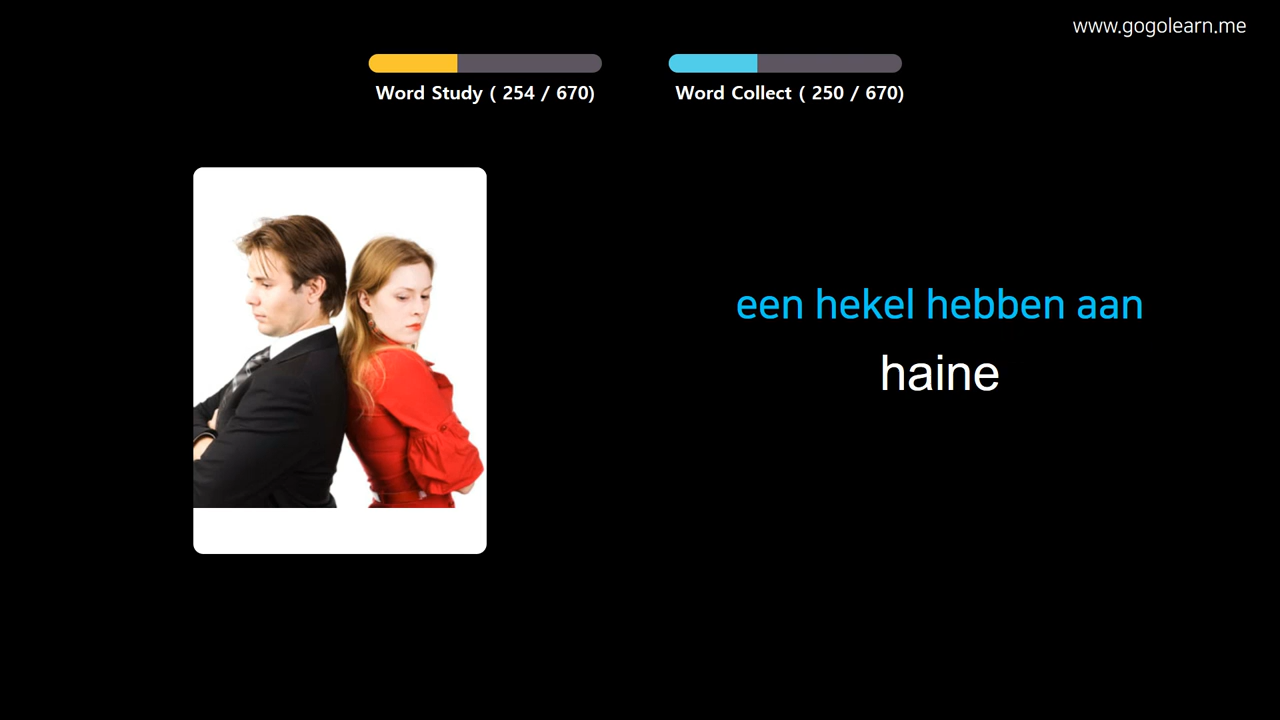 www.gogolearn.me
Word Study ( 254 / 670)
Word Collect ( 250 / 670)
een hekel hebben aan
haine